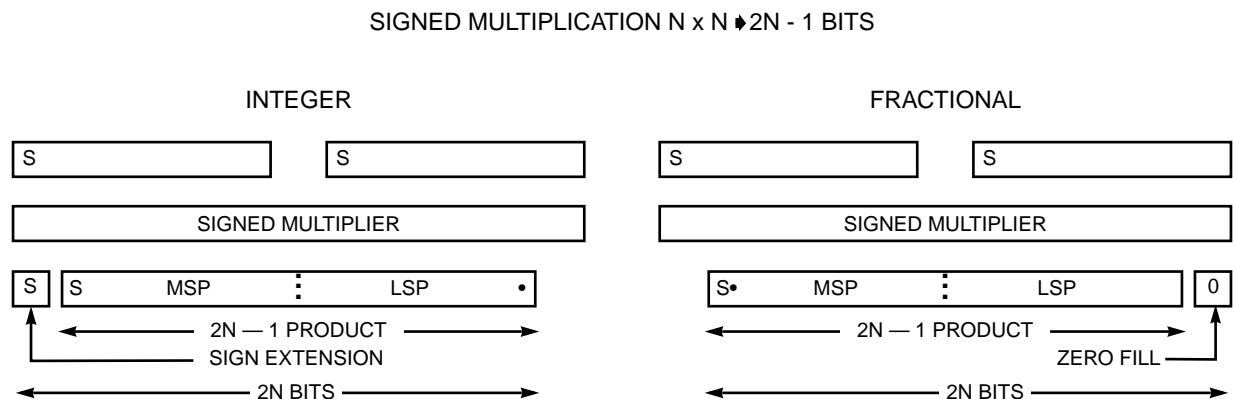 SIGNED MULTIPLICATION N x N ➧ 2N - 1 BITS
INTEGER
FRACTIONAL
S
S
S
S
SIGNED MULTIPLIER
SIGNED MULTIPLIER
S
S MSP LSP •
S• MSP LSP
0
2N — 1 PRODUCT
2N — 1 PRODUCT
SIGN EXTENSION
ZERO FILL
2N BITS
2N BITS